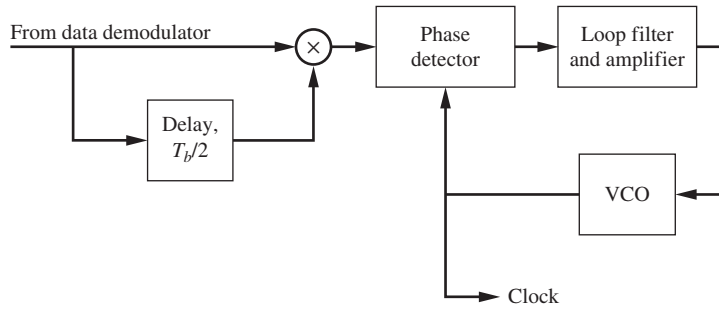 From data demodulator
×
Phase
detector
Loop filter
and amplifier
Delay,
T_b/2
VCO
Clock